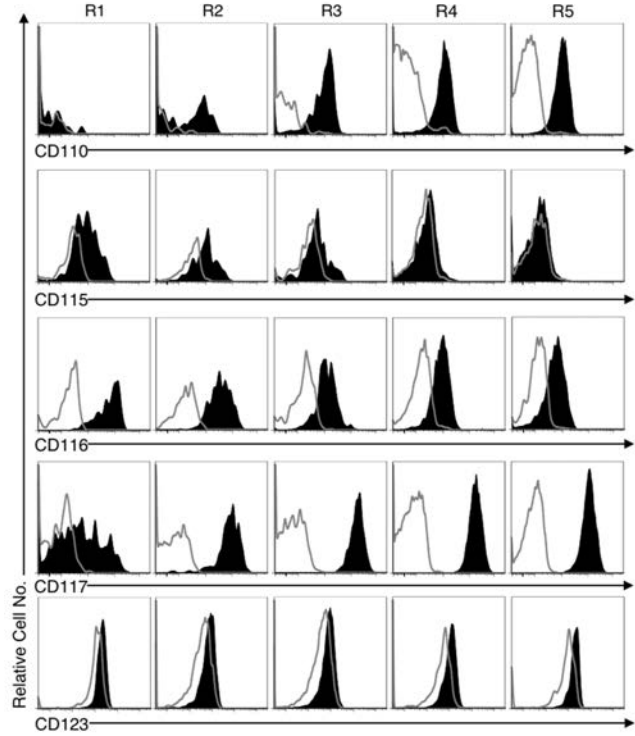 R1 R2 R3 R4 R5
CD110
CD115
CD116
CD117
CD123
Relative Cell No.